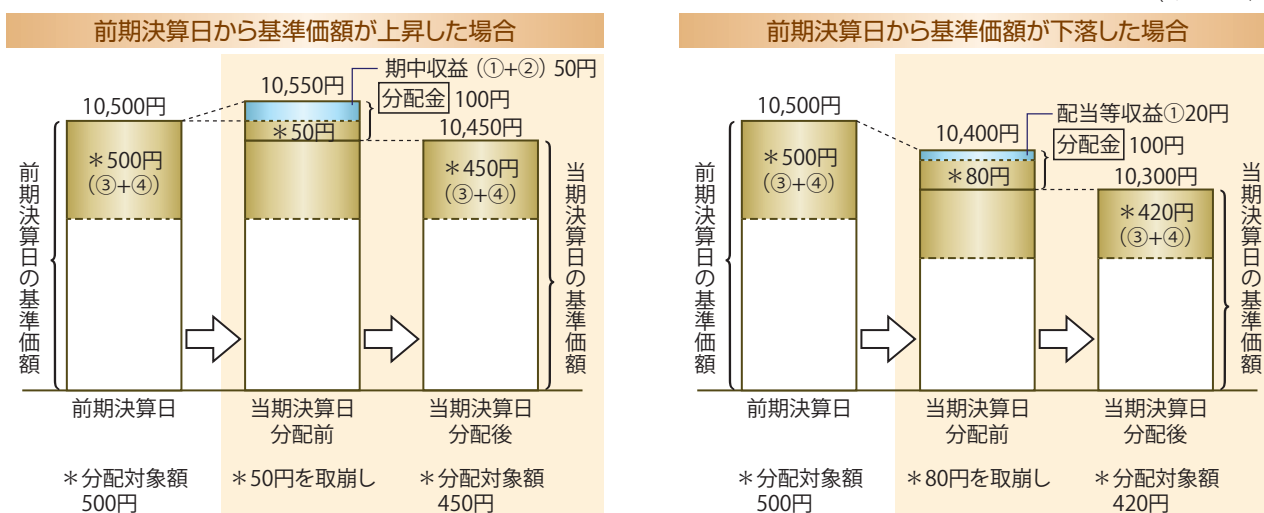 前期決算日から基準価額が上昇した場合
期中収益(①+②)50円
10,550円
分配金 100円
10,500円
10,450円
*50円
*500円
(③+④)
*450円
(③+④)
前期決算日の基準価額
当期決算日の基準価額
前期決算日
当期決算日
分配前
当期決算日
分配後
*分配対象額
500円
*50円を取崩し
*分配対象額
450円
前期決算日から基準価額が下落した場合
10,500円
配当等収益①20円
10,400円
分配金 100円
*500円
(③+④)
*80円
10,300円
*420円
(③+④)
前期決算日の基準価額
当期決算日の基準価額
前期決算日
当期決算日
分配前
当期決算日
分配後
*分配対象額
500円
*80円を取崩し
*分配対象額
420円